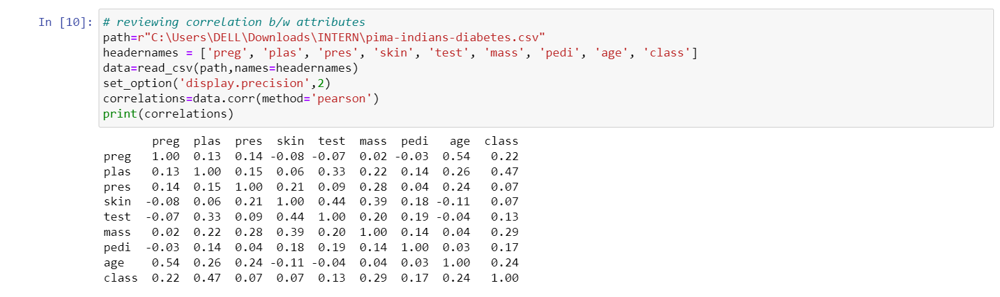 In [10]: # reviewing correlation b/w attributes
path=r"C:\Users\DELL\Downloads\INTERN\pima-indians-diabetes.csv"
headernames = ['preg', 'plas', 'pres', 'skin', 'test', 'mass', 'pedi', 'age', 'class']
data=read_csv(path,names=headernames)
set_option('display.precision',2)
correlations=data.corr(method='pearson')
print(correlations)
preg plas pres skin test mass pedi age class
preg 1.00 0.13 0.14 -0.08 -0.07 0.02 -0.03 0.54 0.22
plas 0.13 1.00 0.15 0.06 0.33 0.22 0.14 0.26 0.47
pres 0.14 0.15 1.00 0.21 0.09 0.28 0.04 0.24 0.07
skin -0.08 0.06 0.21 1.00 0.44 0.39 0.18 -0.11 0.07
test -0.07 0.33 0.09 0.44 1.00 0.20 0.19 -0.04 0.13
mass 0.02 0.22 0.28 0.39 0.20 1.00 0.14 0.04 0.29
pedi -0.03 0.14 0.04 0.18 0.19 0.14 1.00 0.03 0.17
age 0.54 0.26 0.24 -0.11 -0.04 0.04 0.03 1.00 0.24
class 0.22 0.47 0.07 0.07 0.13 0.29 0.17 0.24 1.00